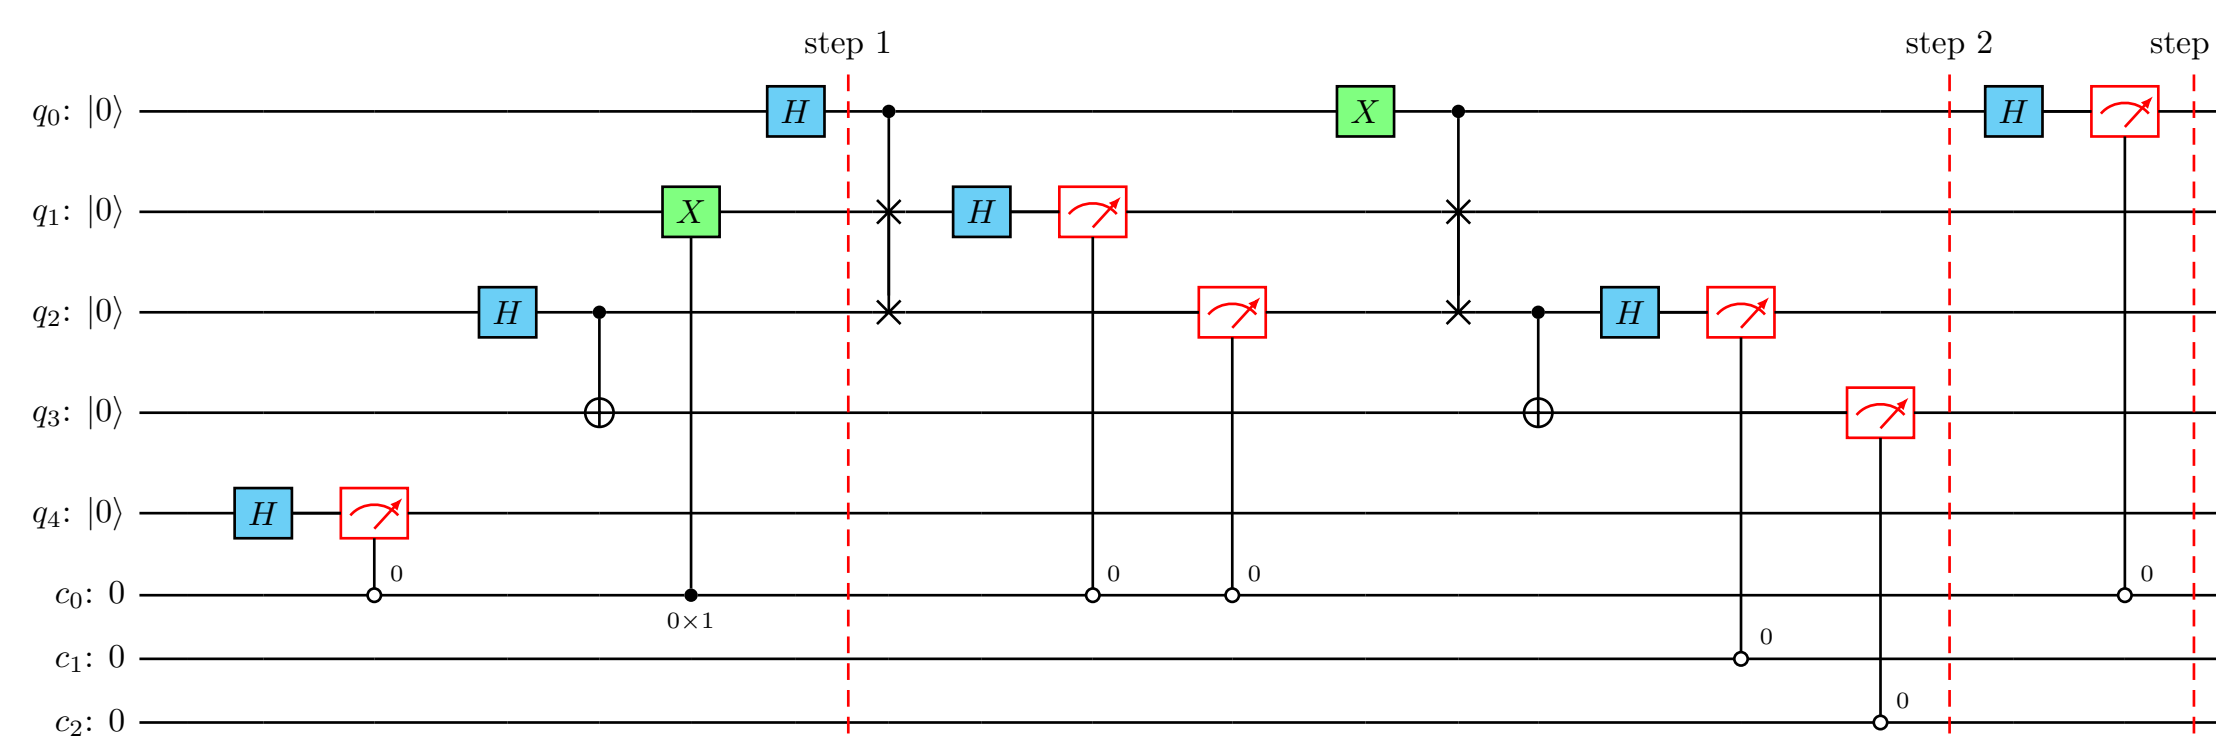 step 1 step 2 step
q₀: |0⟩ H X H
q₁: |0⟩ X H
q₂: |0⟩ H H
q₃: |0⟩
q₄: |0⟩ H
0 0 0 0
c₀: 0
0×1
0
c₁: 0
0
c₂: 0